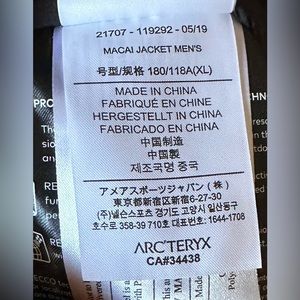 21707 - 119292 - 05/19
MACAI JACKET MEN'S
号型/规格 180/118A(XL)
MADE IN CHINA
FABRIQUÉ EN CHINE
HERGESTELLT IN CHINA
FABRICADO EN CHINA
中国制造
中国製
제조국명 중국
アメアスポーツジャパン(株)
東京都新宿区新宿6-27-30
(주)넬슨스포츠 경기도 고양시 일산동구
호수로 358-39 710호 대표번호: 1644-1708
ARC'TERYX
CA#34438